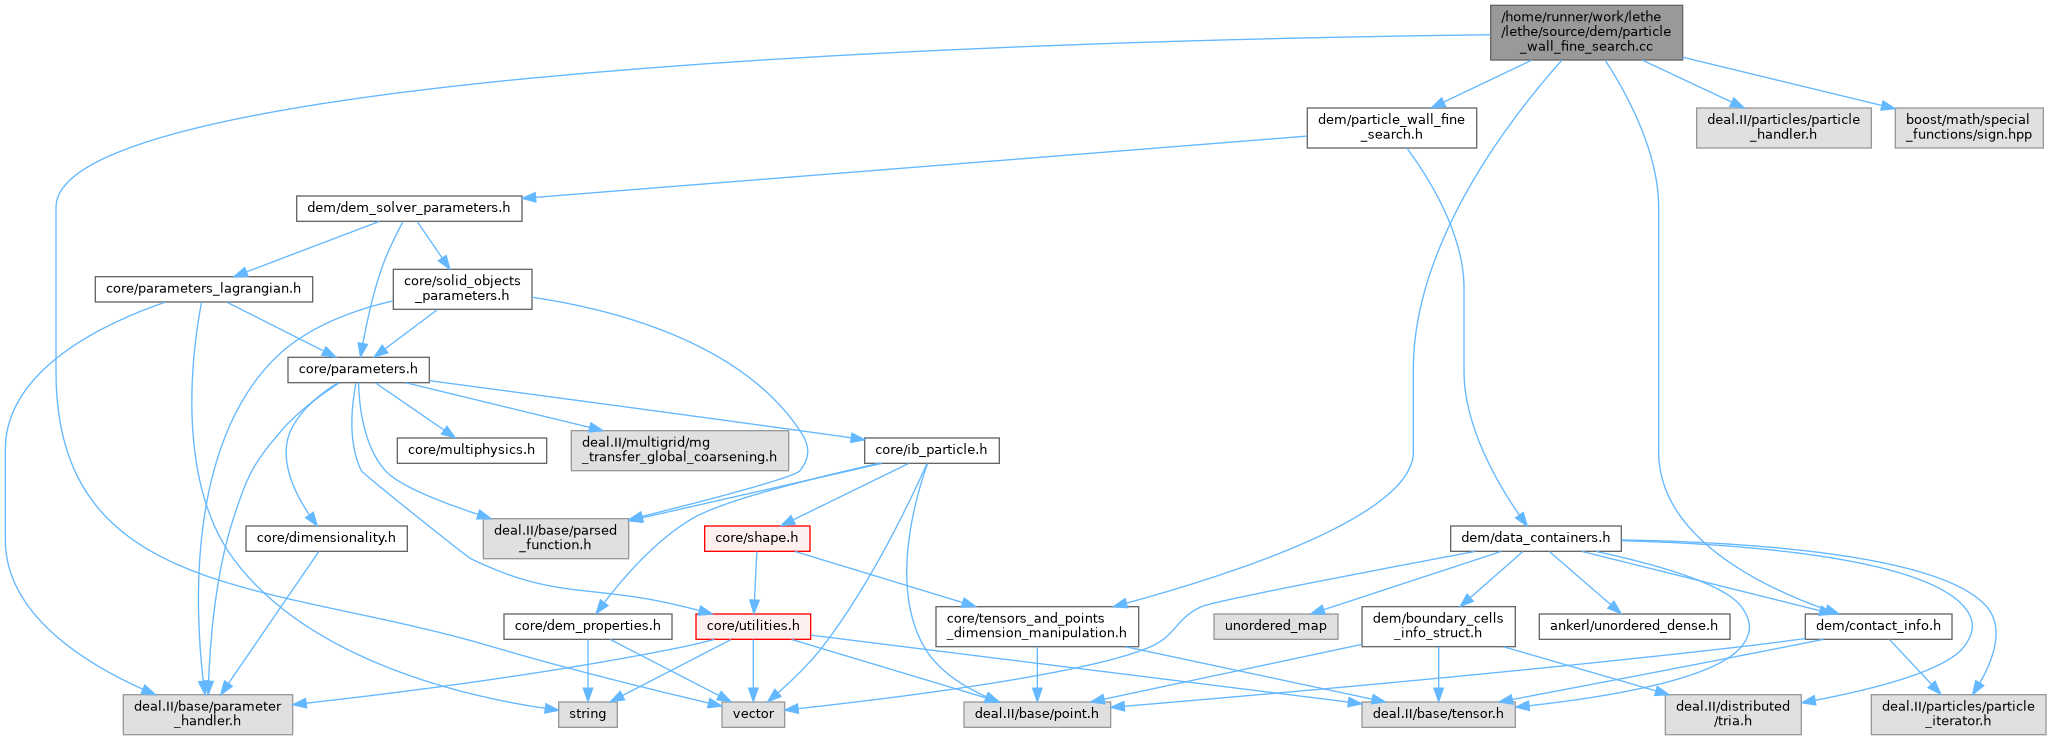 /home/runner/work/lethe
/lethe/source/dem/particle
_wall_fine_search.cc
dem/particle_wall_fine
_search.h
deal.II/particles/particle
_handler.h
boost/math/special
_functions/sign.hpp
dem/dem_solver_parameters.h
core/parameters_lagrangian.h
core/solid_objects
_parameters.h
core/parameters.h
core/multiphysics.h
deal.II/multigrid/mg
_transfer_global_coarsening.h
core/ib_particle.h
core/dimensionality.h
deal.II/base/parsed
_function.h
core/shape.h
dem/data_containers.h
core/dem_properties.h
core/utilities.h
core/tensors_and_points
_dimension_manipulation.h
unordered_map
dem/boundary_cells
_info_struct.h
ankerl/unordered_dense.h
dem/contact_info.h
deal.II/base/parameter
_handler.h
string
vector
deal.II/base/point.h
deal.II/base/tensor.h
deal.II/distributed
/tria.h
deal.II/particles/particle
_iterator.h